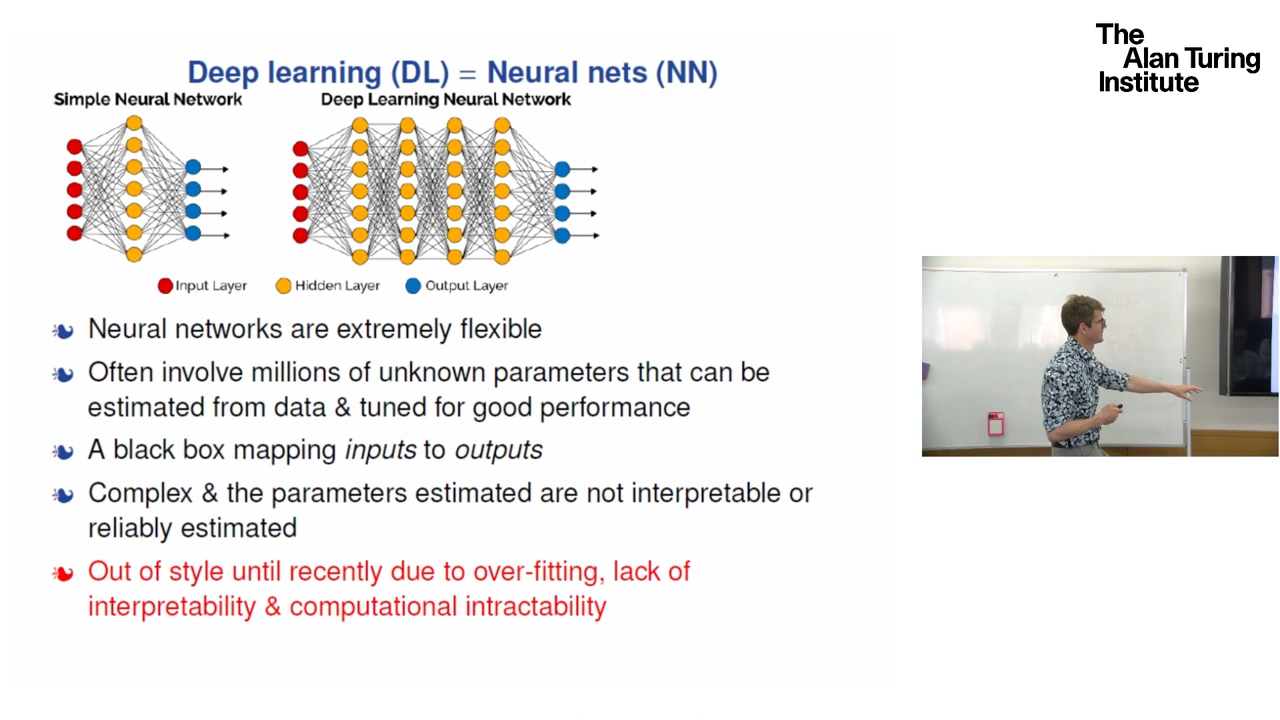 The
Alan Turing
Institute
Deep learning (DL) = Neural nets (NN)
Simple Neural Network
Deep Learning Neural Network
Input Layer
Hidden Layer
Output Layer
Neural networks are extremely flexible
Often involve millions of unknown parameters that can be
estimated from data & tuned for good performance
A black box mapping inputs to outputs
Complex & the parameters estimated are not interpretable or
reliably estimated
Out of style until recently due to over-fitting, lack of
interpretability & computational intractability